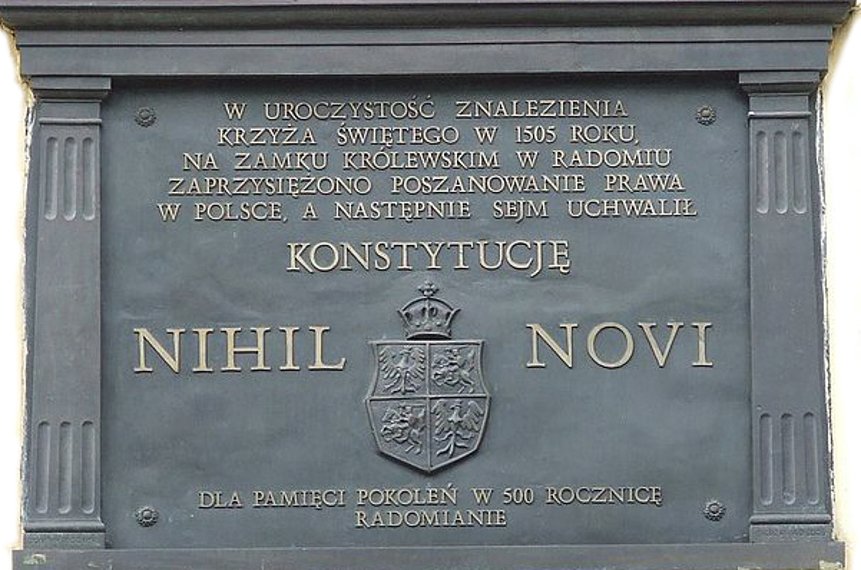 W UROCZYSTOŚĆ ZNALEZIENIA
KRZYŻA ŚWIĘTEGO W 1505 ROKU,
NA ZAMKU KRÓLEWSKIM W RADOMIU
ZAPRZYSIĘŻONO POSZANOWANIE PRAWA
W POLSCE, A NASTĘPNIE SEJM UCHWALIŁ
KONSTYTUCJĘ
NIHIL NOVI
DLA PAMIĘCI POKOLEŃ W 500 ROCZNICĘ
RADOMIANIE